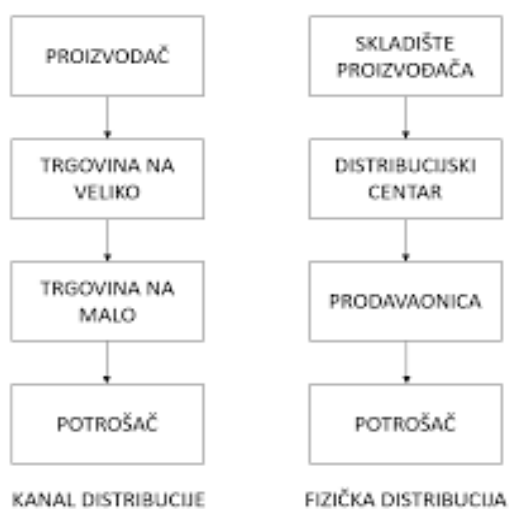 PROIZVOĐAČ
TRGOVINA NA
VELIKO
TRGOVINA NA
MALO
POTROŠAČ
KANAL DISTRIBUCIJE
SKLADIŠTE
PROIZVOĐAČA
DISTRIBUCIJSKI
CENTAR
PRODAVAONICA
POTROŠAČ
FIZIČKA DISTRIBUCIJA